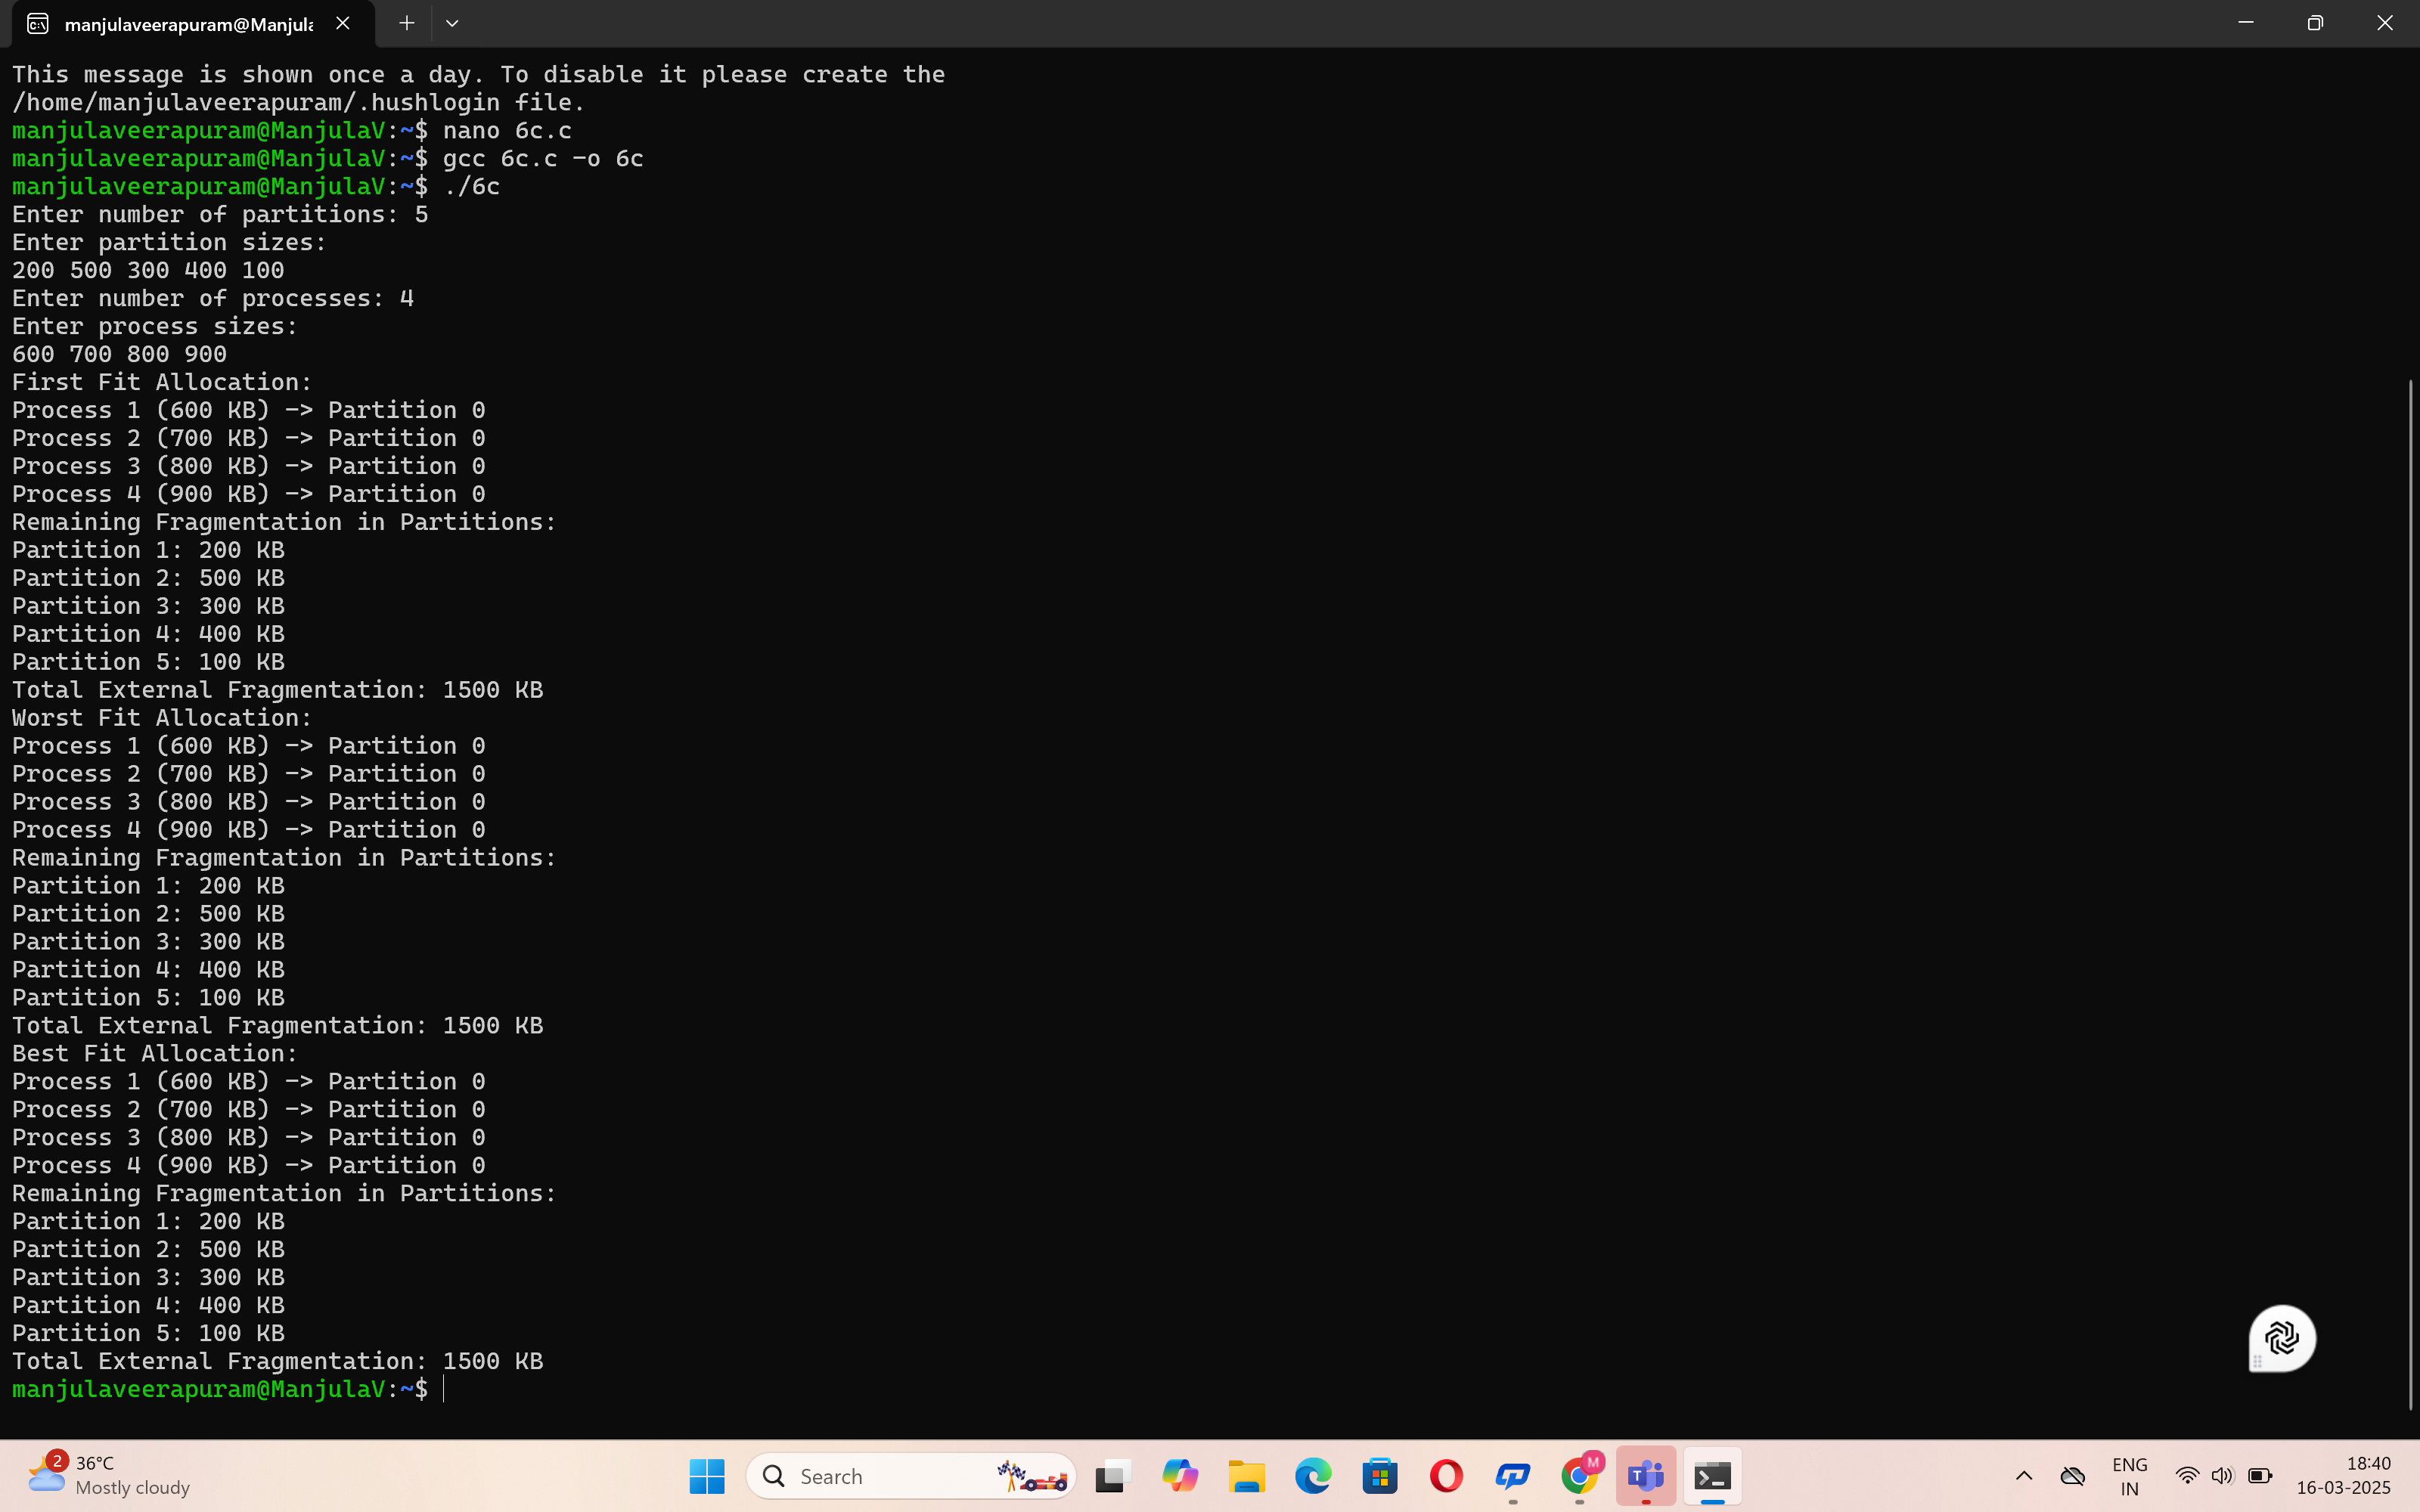 manjulaveerapuram@Manjula
This message is shown once a day. To disable it please create the
/home/manjulaveerapuram/.hushlogin file.
manjulaveerapuram@ManjulaV:~$ nano 6c.c
manjulaveerapuram@ManjulaV:~$ gcc 6c.c -o 6c
manjulaveerapuram@ManjulaV:~$ ./6c
Enter number of partitions: 5
Enter partition sizes:
200 500 300 400 100
Enter number of processes: 4
Enter process sizes:
600 700 800 900
First Fit Allocation:
Process 1 (600 KB) -> Partition 0
Process 2 (700 KB) -> Partition 0
Process 3 (800 KB) -> Partition 0
Process 4 (900 KB) -> Partition 0
Remaining Fragmentation in Partitions:
Partition 1: 200 KB
Partition 2: 500 KB
Partition 3: 300 KB
Partition 4: 400 KB
Partition 5: 100 KB
Total External Fragmentation: 1500 KB
Worst Fit Allocation:
Process 1 (600 KB) -> Partition 0
Process 2 (700 KB) -> Partition 0
Process 3 (800 KB) -> Partition 0
Process 4 (900 KB) -> Partition 0
Remaining Fragmentation in Partitions:
Partition 1: 200 KB
Partition 2: 500 KB
Partition 3: 300 KB
Partition 4: 400 KB
Partition 5: 100 KB
Total External Fragmentation: 1500 KB
Best Fit Allocation:
Process 1 (600 KB) -> Partition 0
Process 2 (700 KB) -> Partition 0
Process 3 (800 KB) -> Partition 0
Process 4 (900 KB) -> Partition 0
Remaining Fragmentation in Partitions:
Partition 1: 200 KB
Partition 2: 500 KB
Partition 3: 300 KB
Partition 4: 400 KB
Partition 5: 100 KB
Total External Fragmentation: 1500 KB
manjulaveerapuram@ManjulaV:~$
2
36°C
Mostly cloudy
Search
M
T
ENG
IN
18:40
16-03-2025